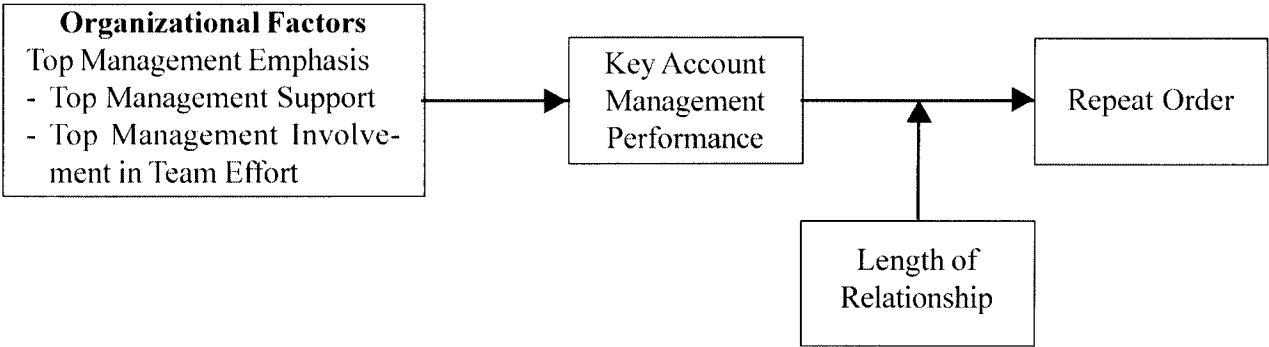 Organizational Factors
Top Management Emphasis
- Top Management Support
- Top Management Involve-
ment in Team Effort
Key Account
Management
Performance
Repeat Order
Length of
Relationship